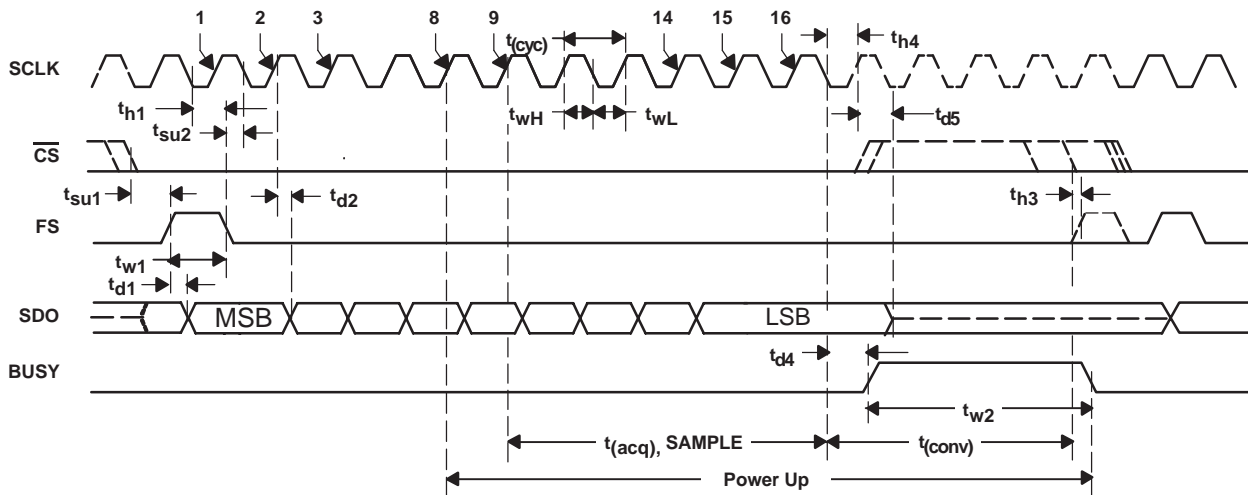 1 2 3 8 9 14 15 16
t(cyc) th4
SCLK
th1 twH twL td5
tsu2
CS
tsu1 td2 th3
FS
tw1
td1
SDO MSB LSB
td4
BUSY
tw2
t(acq), SAMPLE t(conv)
Power Up